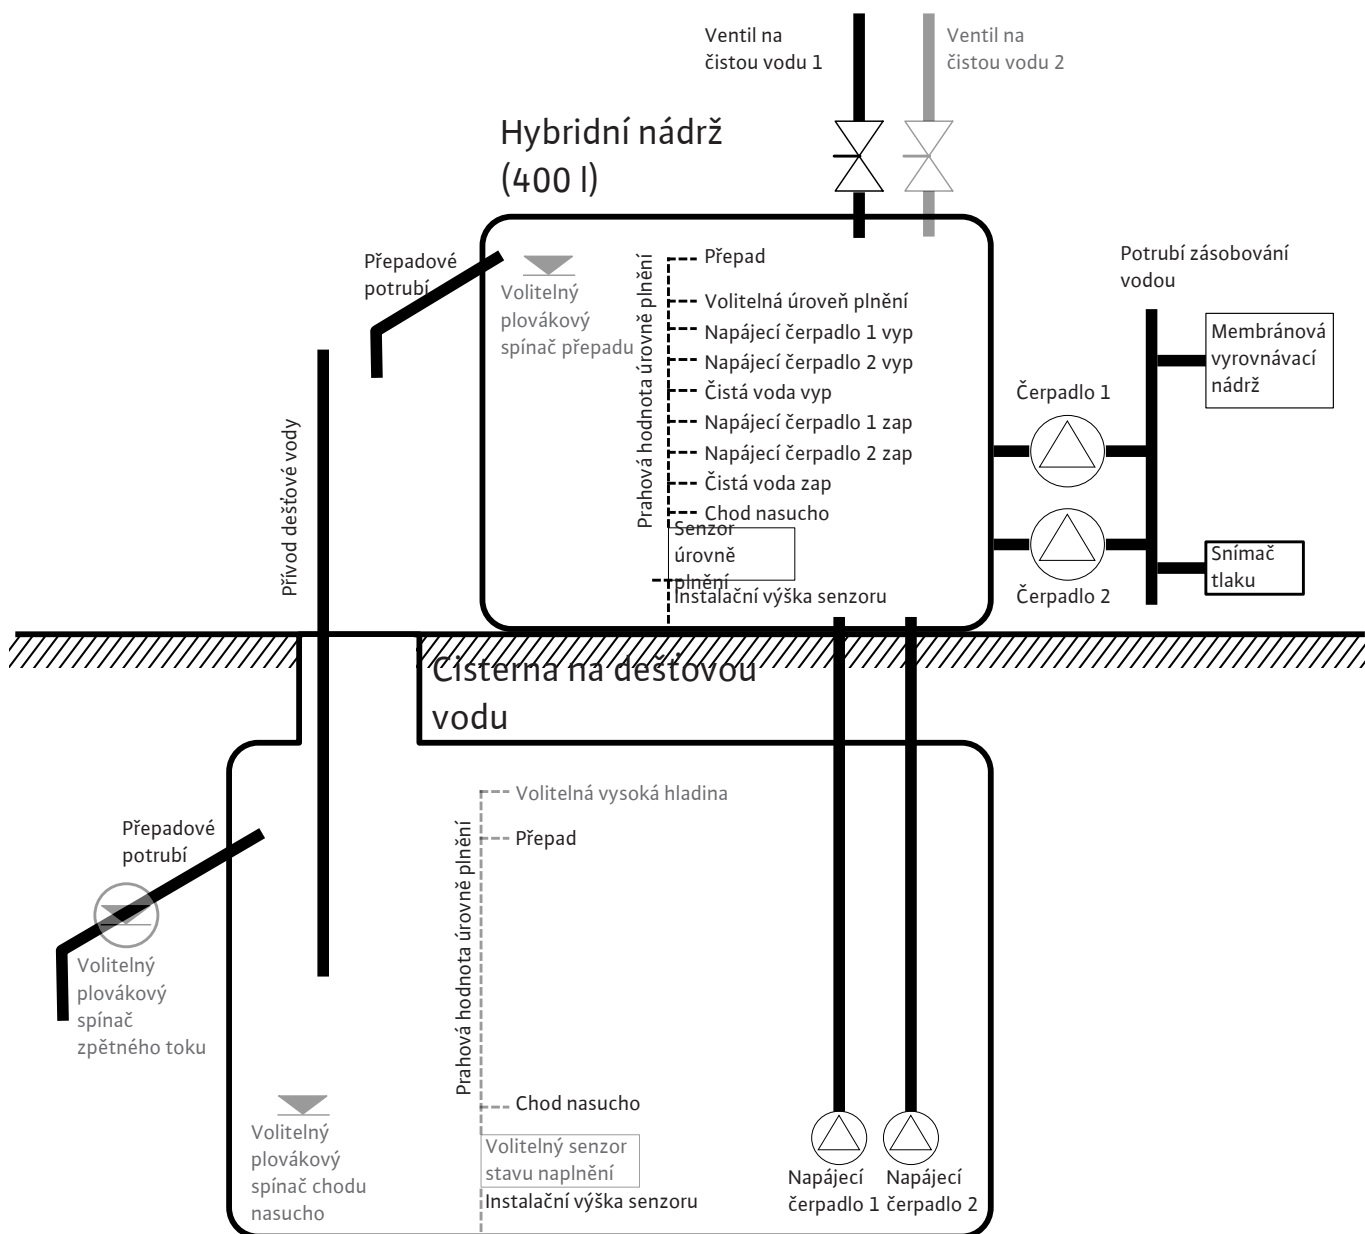 Ventil na
čistou vodu 1
Ventil na
čistou vodu 2
Hybridní nádrž
(400 l)
Přepadové
potrubí
Volitelný
plovákový
spínač přepadu
Prahová hodnota úrovně plnění
Přepad
Volitelná úroveň plnění
Napájecí čerpadlo 1 vyp
Napájecí čerpadlo 2 vyp
Čistá voda vyp
Napájecí čerpadlo 1 zap
Napájecí čerpadlo 2 zap
Čistá voda zap
Chod nasucho
Senzor
úrovně
plnění
Instalační výška senzoru
Čerpadlo 1
Čerpadlo 2
Potrubí zásobování
vodou
Membránová
vyrovnávací
nádrž
Snímač
tlaku
Přívod dešťové vody
Cisterna na dešťovou
vodu
Přepadové
potrubí
Volitelný
plovákový
spínač
zpětného toku
Prahová hodnota úrovně plnění
Volitelná vysoká hladina
Přepad
Chod nasucho
Volitelný senzor
stavu naplnění
Instalační výška senzoru
Volitelný
plovákový
spínač chodu
nasucho
Napájecí
čerpadlo 1
Napájecí
čerpadlo 2